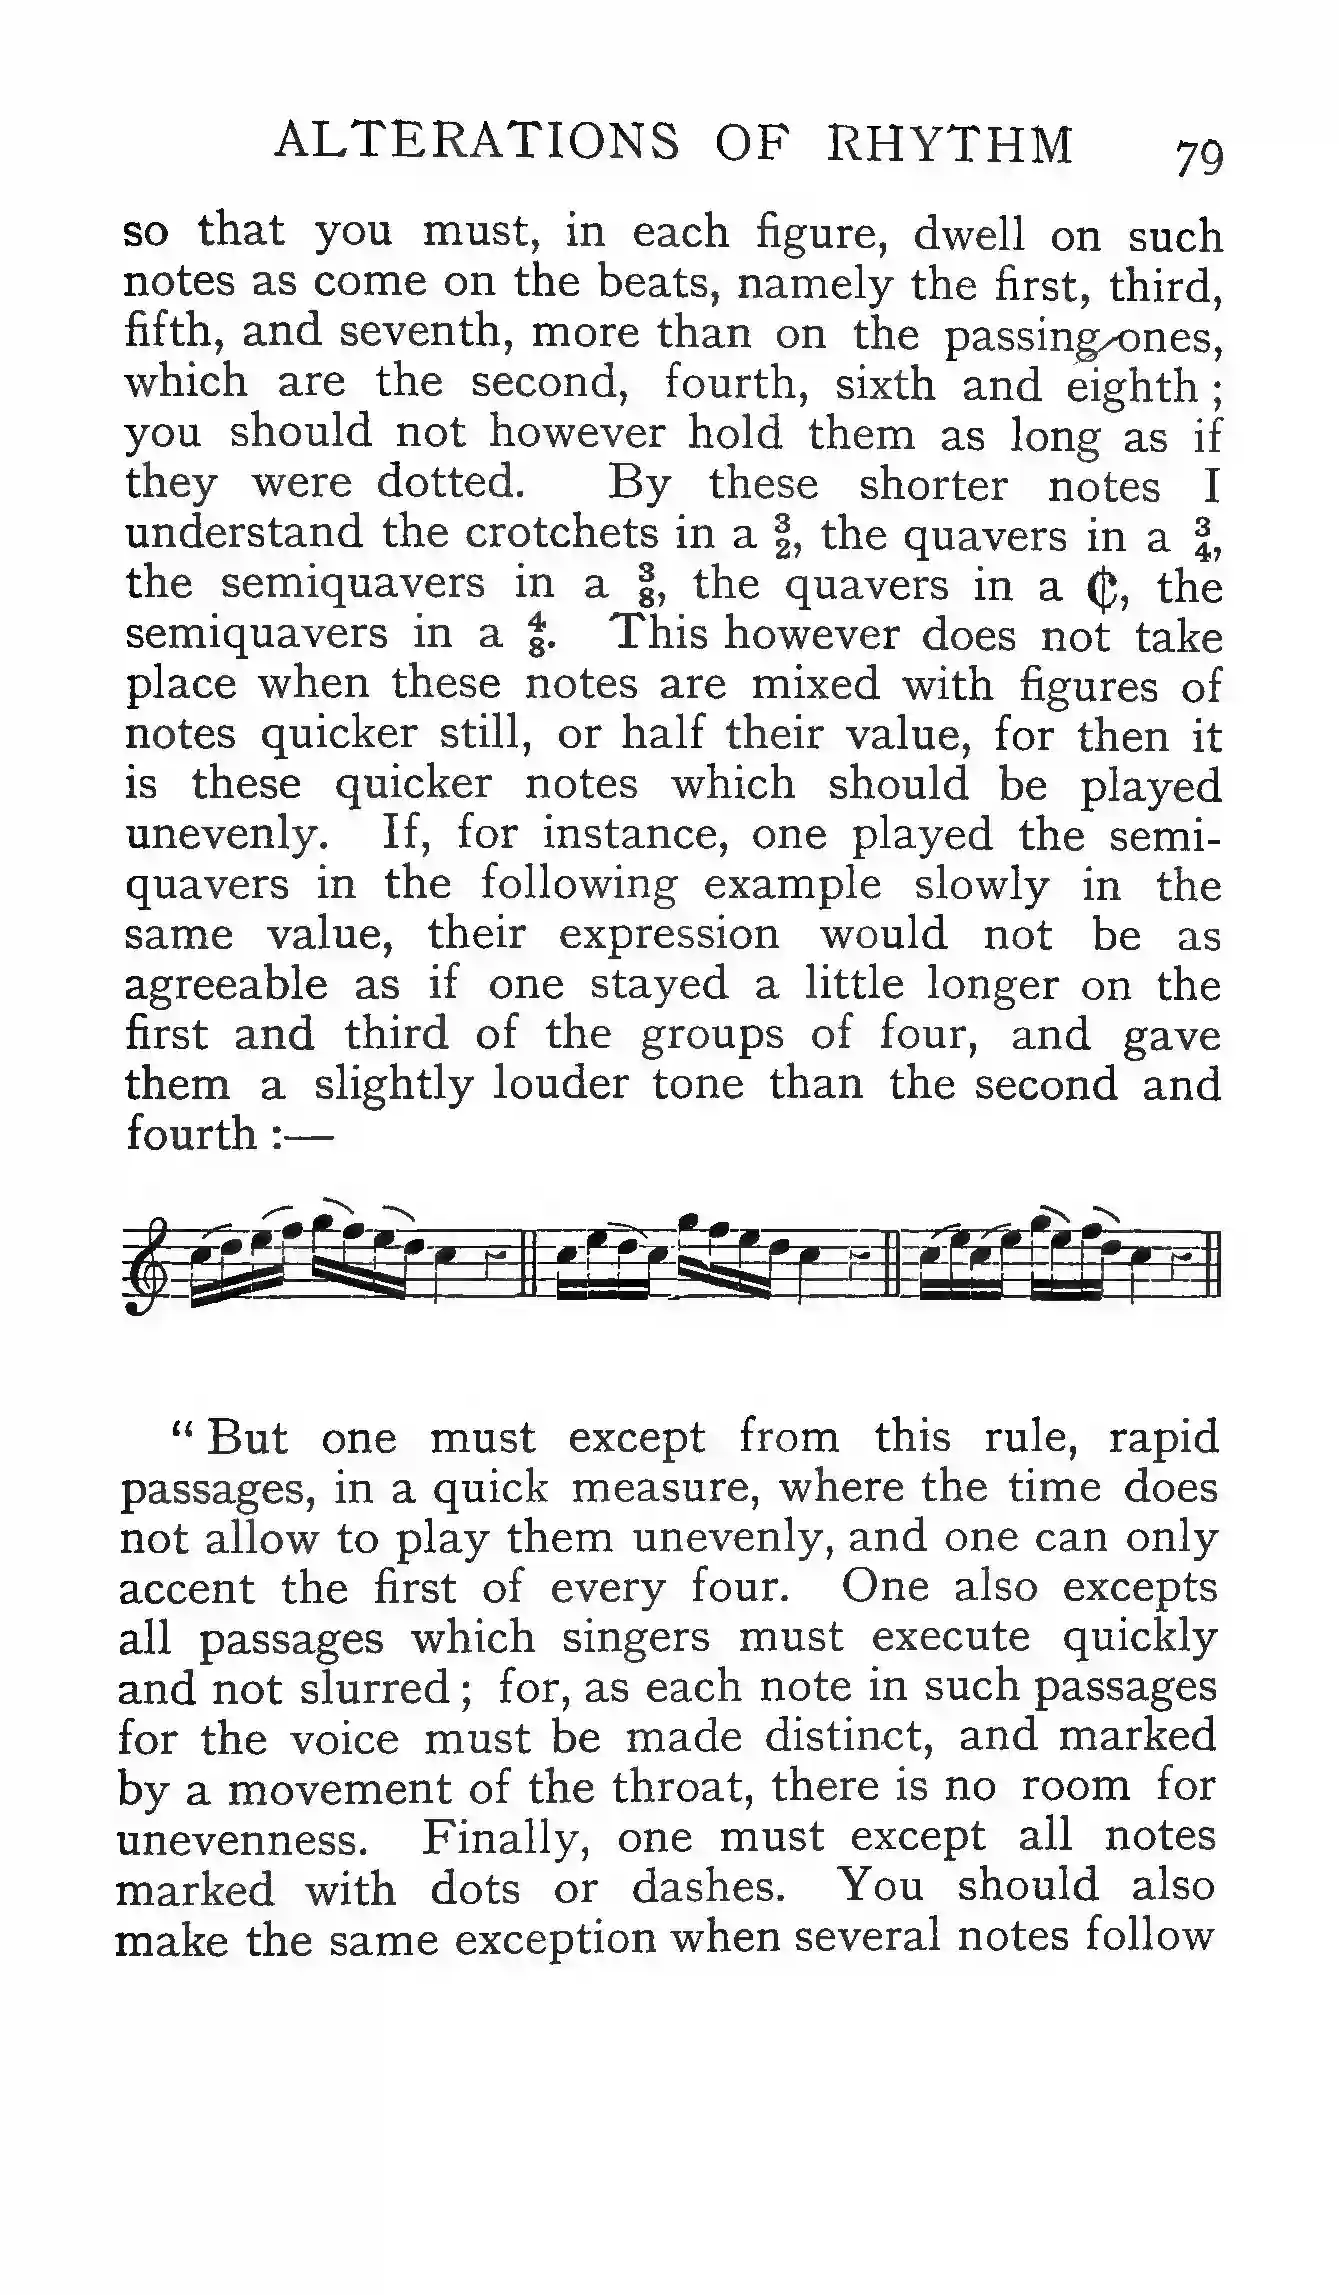 ALTERATIONS OF RHYTHM 79
so that you must, in each figure, dwell on such
notes as come on the beats, namely the first, third,
fifth, and seventh, more than on the passing ones,
which are the second, fourth, sixth and eighth ;
you should not however hold them as long as if
they were dotted. By these shorter notes I
understand the crotchets in a 3/2, the quavers in a 3/4,
the semiquavers in a 3/8, the quavers in a ₵, the
semiquavers in a 4/8. This however does not take
place when these notes are mixed with figures of
notes quicker still, or half their value, for then it
is these quicker notes which should be played
unevenly. If, for instance, one played the semi-
quavers in the following example slowly in the
same value, their expression would not be as
agreeable as if one stayed a little longer on the
first and third of the groups of four, and gave
them a slightly louder tone than the second and
fourth :—
“ But one must except from this rule, rapid
passages, in a quick measure, where the time does
not allow to play them unevenly, and one can only
accent the first of every four. One also excepts
all passages which singers must execute quickly
and not slurred ; for, as each note in such passages
for the voice must be made distinct, and marked
by a movement of the throat, there is no room for
unevenness. Finally, one must except all notes
marked with dots or dashes. You should also
make the same exception when several notes follow